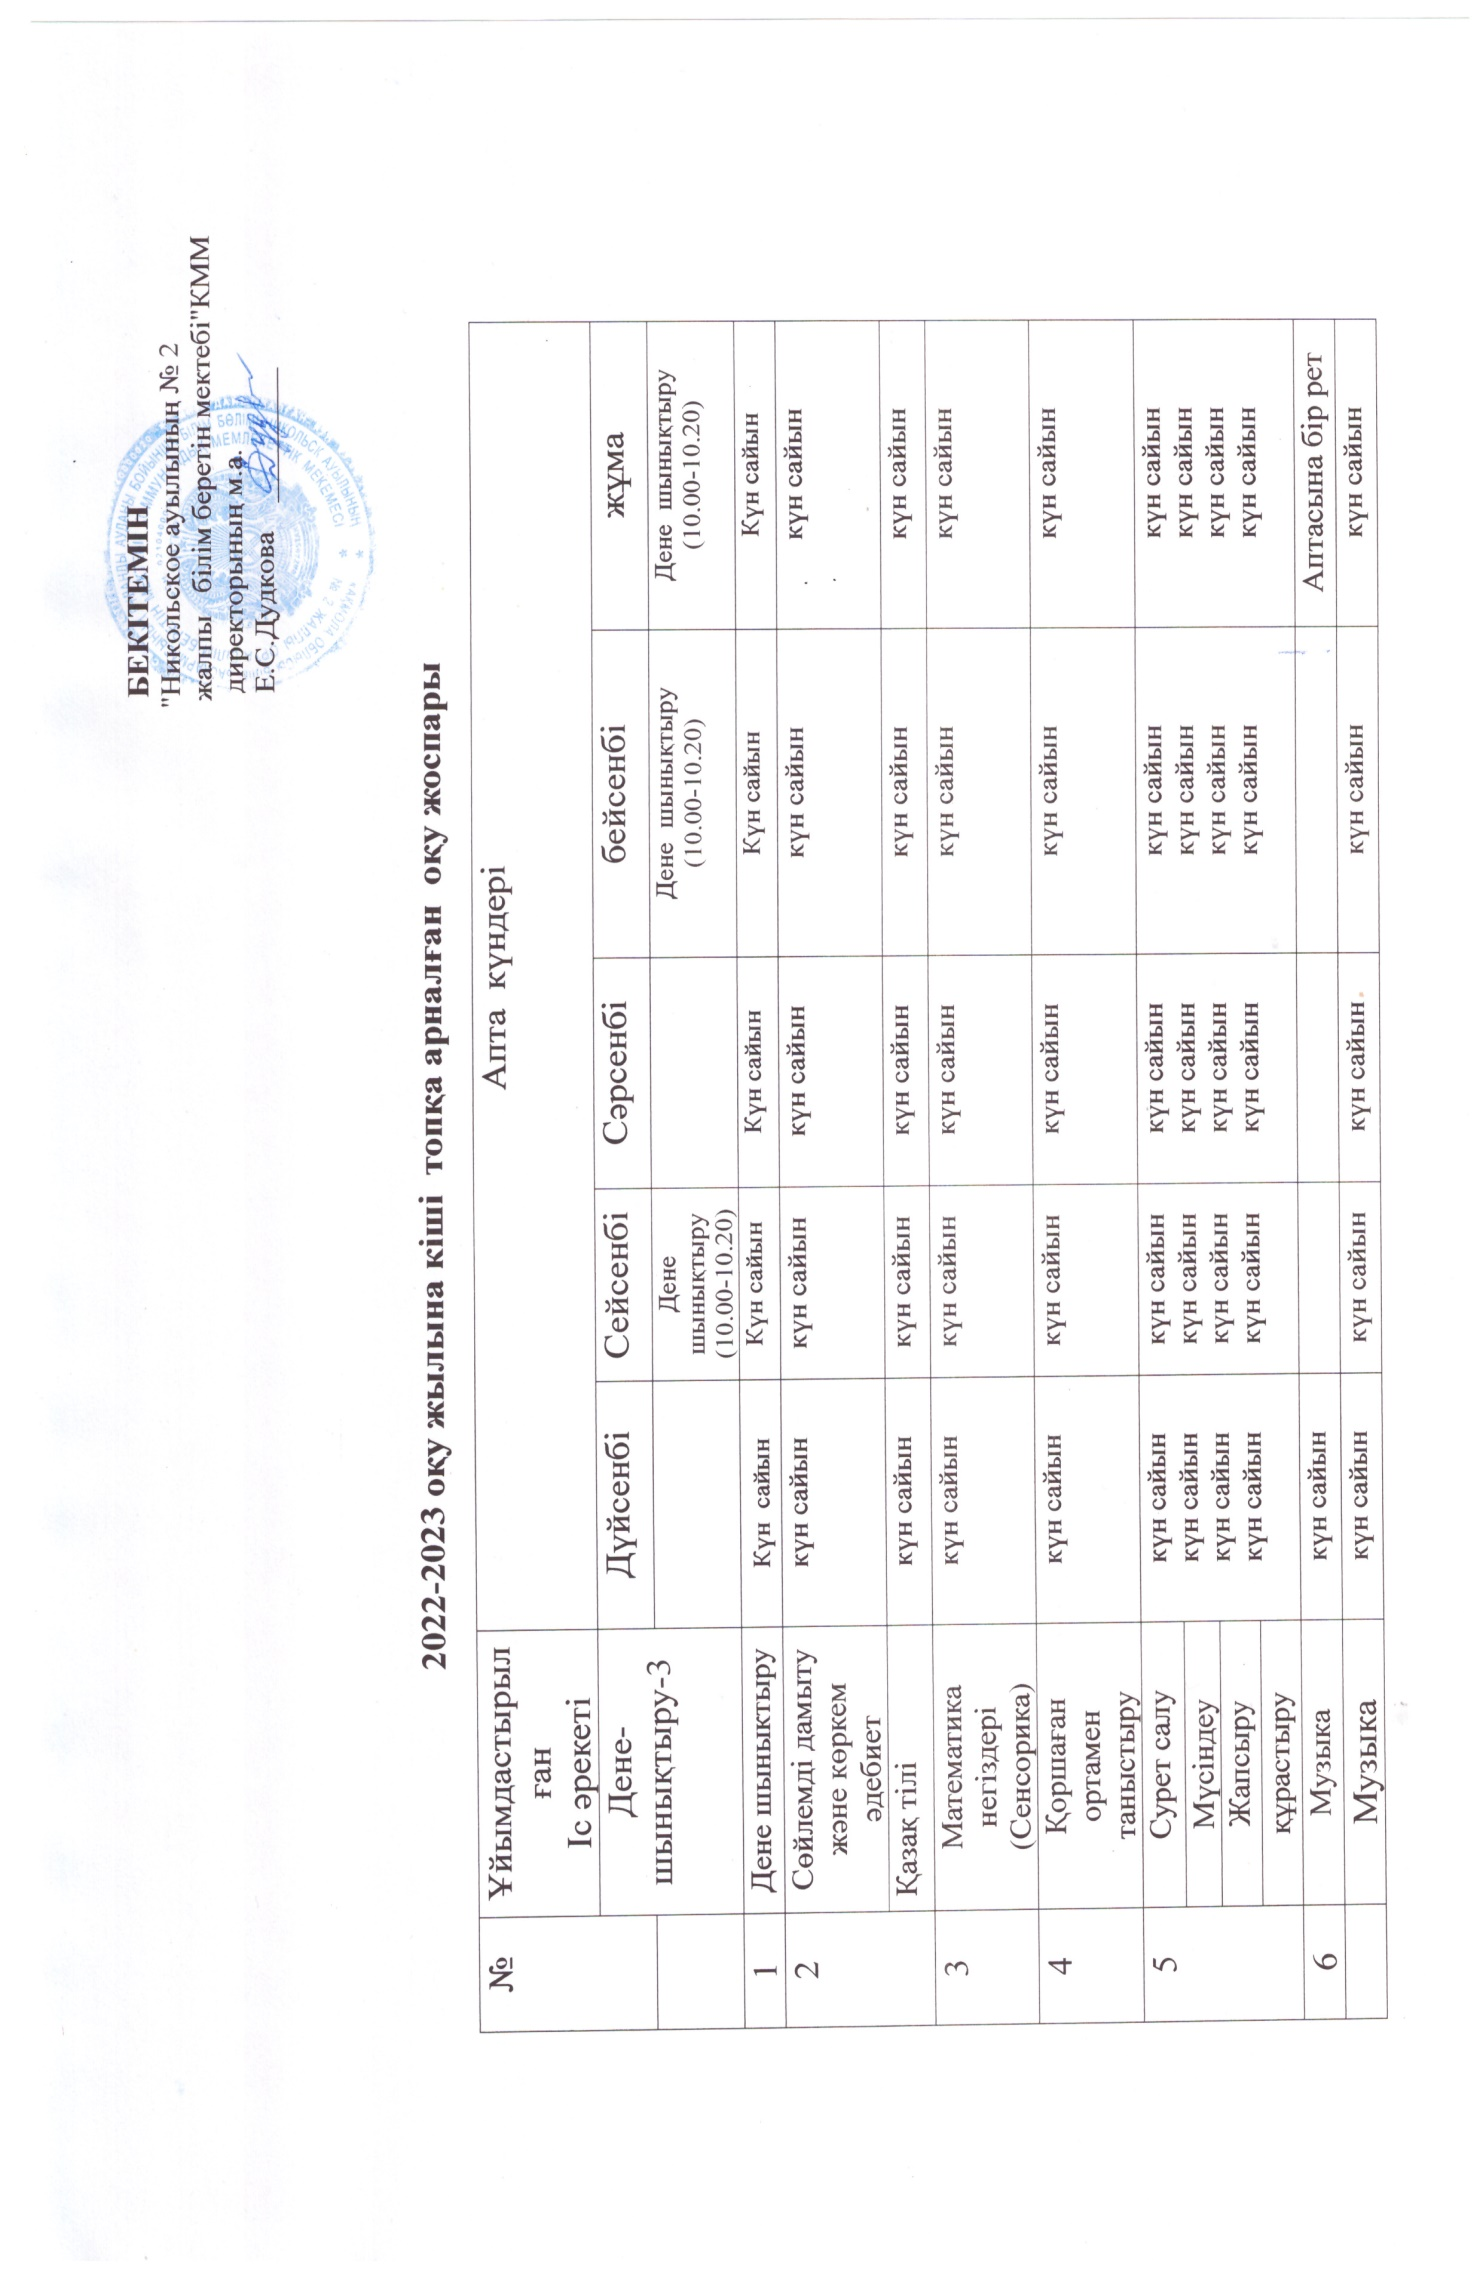 БЕКІТЕМІН
"Никольское ауылының № 2
жалпы білім беретін мектебі"КММ
директорының м.а.
Е.С.Дудкова
2022-2023 оқу жылына кіші топқа арналған оқу жоспары
№ Ұйымдастырыл Апта күндері
ған
Іс әрекеті
Дене- Дүйсенбі Сейсенбі Сәрсенбі бейсенбі жұма
шынықтыру-3 Дене Дене шынықтыру Дене шынықтыру
шынықтыру (10.00-10.20) (10.00-10.20)
(10.00-10.20)
1 Дене шынықтыру Күн сайын Күн сайын Күн сайын Күн сайын Күн сайын
2 Сөйлемді дамыту күн сайын күн сайын күн сайын күн сайын күн сайын
және көркем
әдебиет
Қазақ тілі күн сайын күн сайын күн сайын күн сайын күн сайын
3 Математика күн сайын күн сайын күн сайын күн сайын күн сайын
негіздері
(Сенсорика)
4 Қоршаған күн сайын күн сайын күн сайын күн сайын күн сайын
ортамен
таныстыру
5 Сурет салу күн сайын күн сайын күн сайын күн сайын күн сайын
Мүсіндеу күн сайын күн сайын күн сайын күн сайын күн сайын
Жапсыру күн сайын күн сайын күн сайын күн сайын күн сайын
құрастыру күн сайын күн сайын күн сайын күн сайын күн сайын
6 Музыка күн сайын Аптасына бір рет
Музыка күн сайын күн сайын күн сайын күн сайын күн сайын